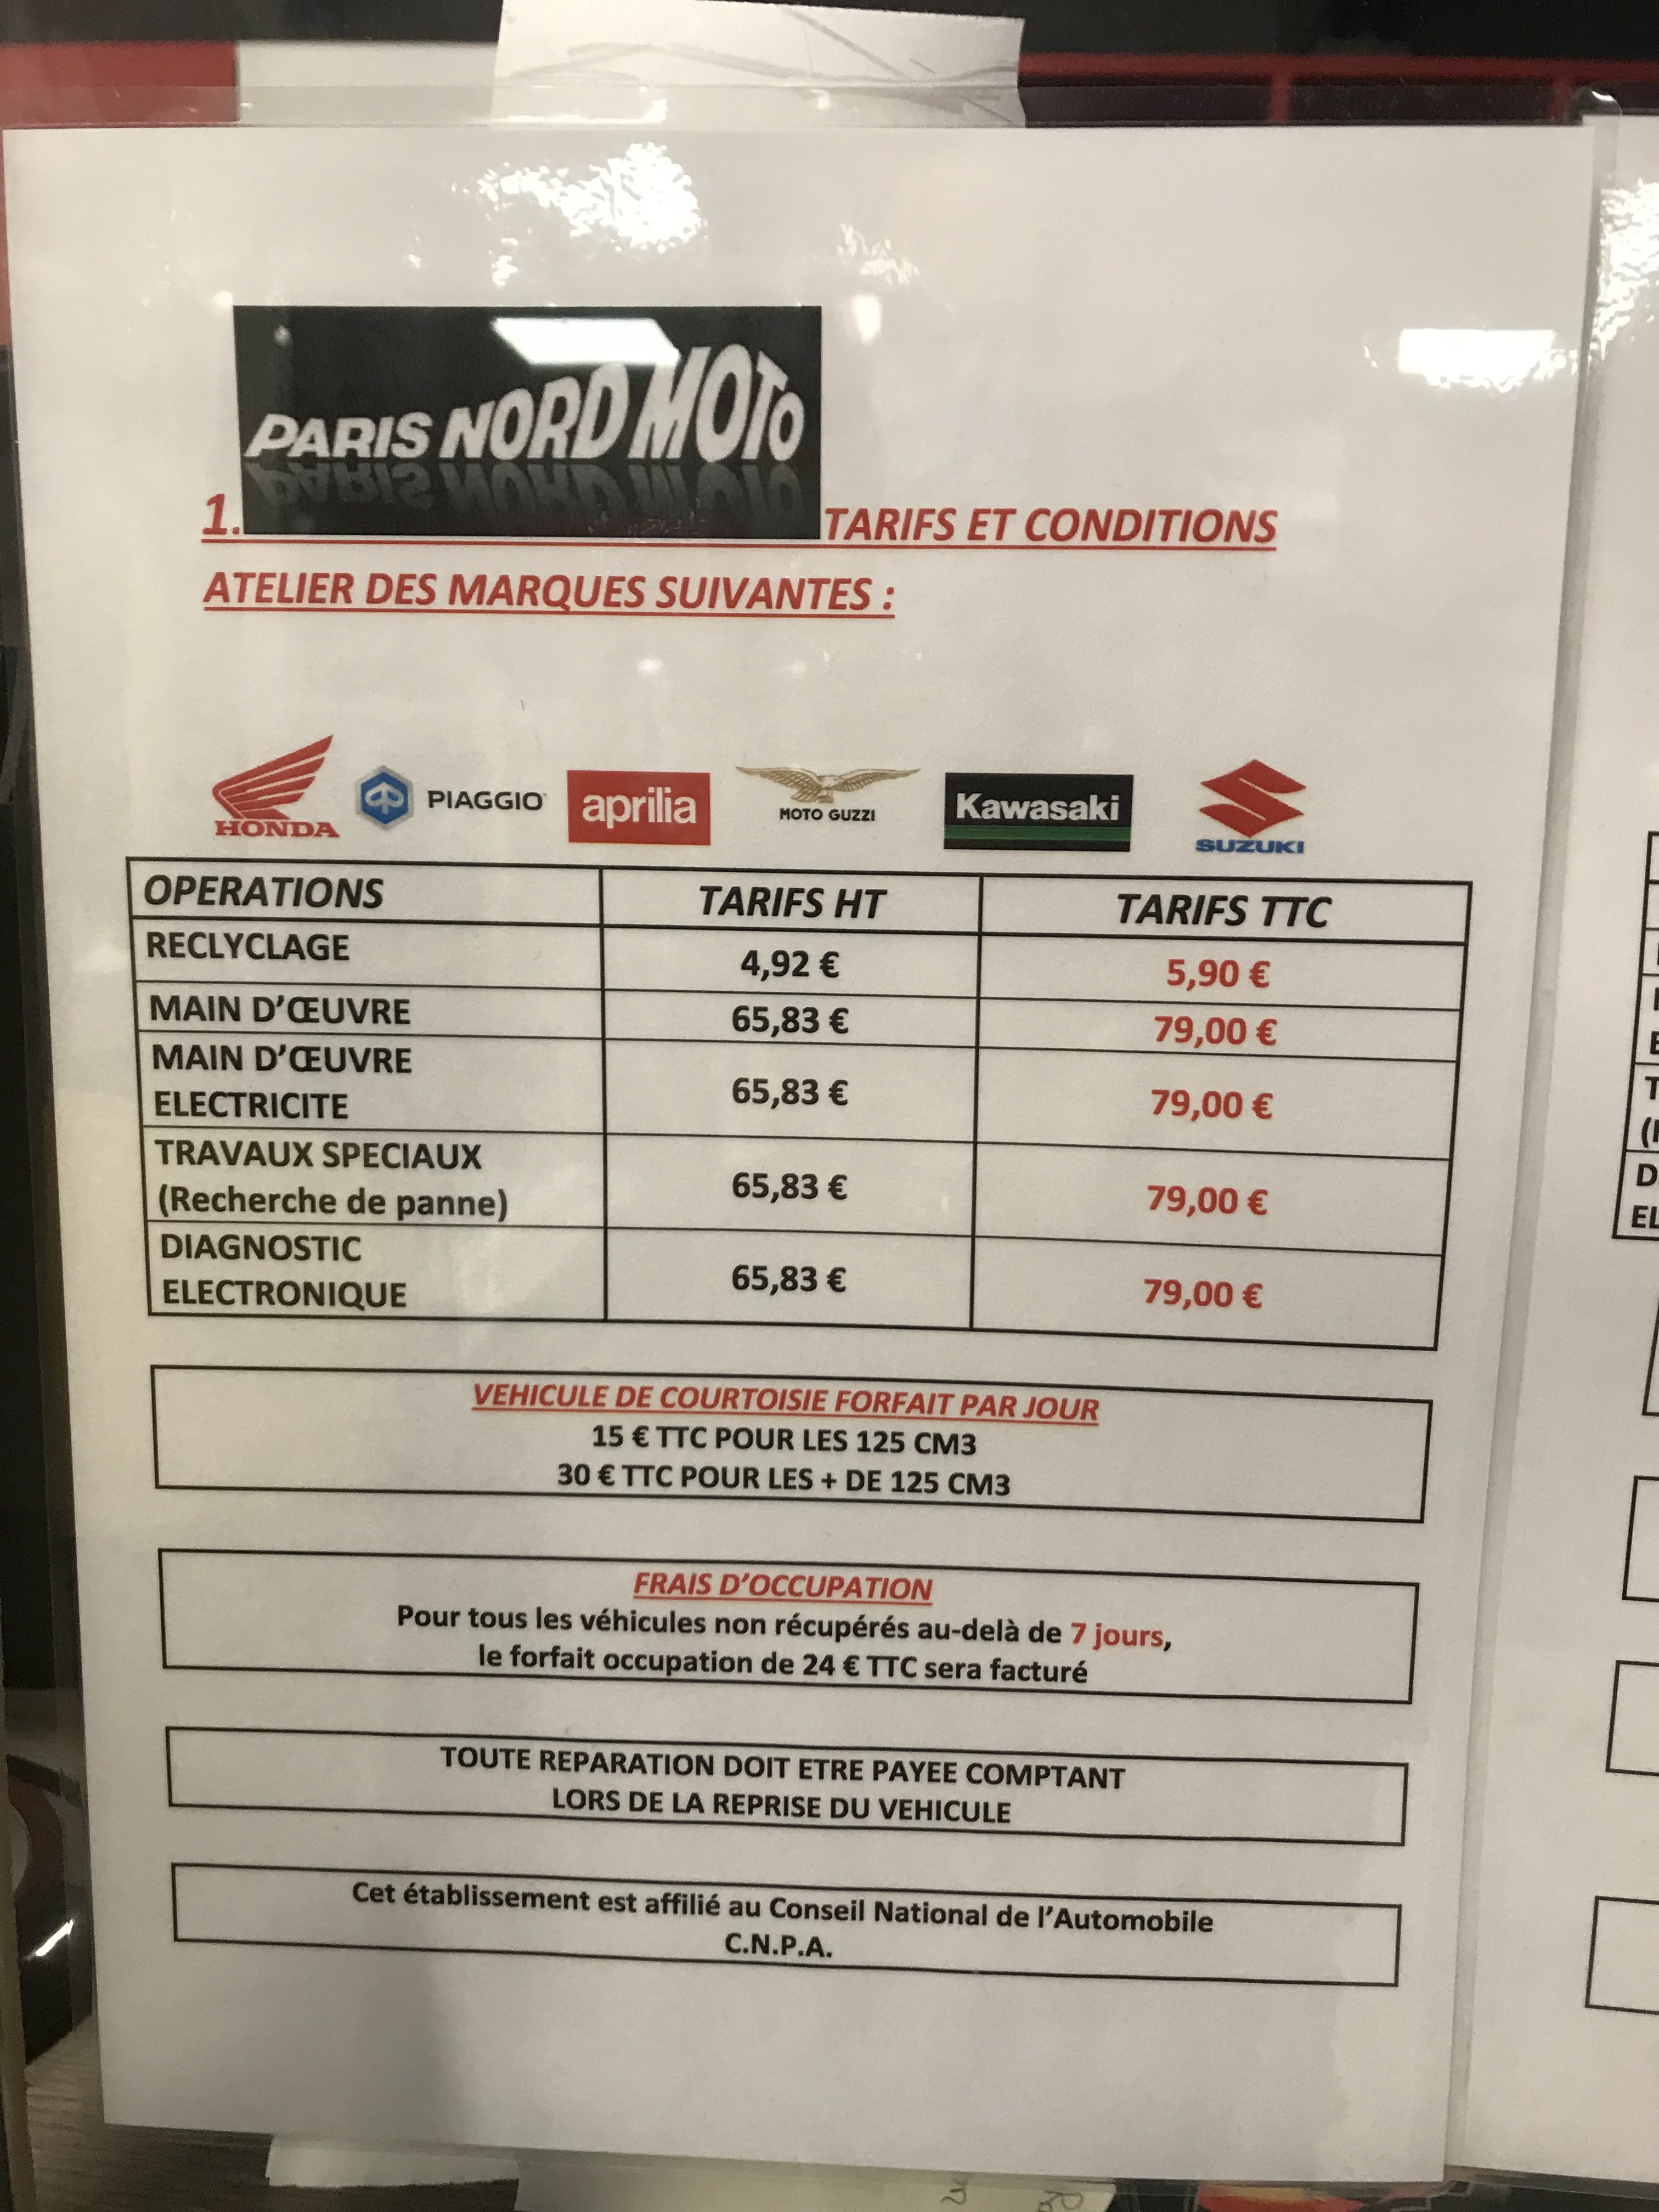 PARIS NORD MOTO
1. TARIFS ET CONDITIONS
ATELIER DES MARQUES SUIVANTES :
HONDA PIAGGIO aprilia MOTO GUZZI Kawasaki SUZUKI
OPERATIONS TARIFS HT TARIFS TTC
RECLYCLAGE 4,92 € 5,90 €
MAIN D'ŒUVRE 65,83 € 79,00 €
MAIN D'ŒUVRE
ELECTRICITE 65,83 € 79,00 €
TRAVAUX SPECIAUX
(Recherche de panne) 65,83 € 79,00 €
DIAGNOSTIC
ELECTRONIQUE 65,83 € 79,00 €
VEHICULE DE COURTOISIE FORFAIT PAR JOUR
15 € TTC POUR LES 125 CM3
30 € TTC POUR LES + DE 125 CM3
FRAIS D'OCCUPATION
Pour tous les véhicules non récupérés au-delà de 7 jours,
le forfait occupation de 24 € TTC sera facturé
TOUTE REPARATION DOIT ETRE PAYEE COMPTANT
LORS DE LA REPRISE DU VEHICULE
Cet établissement est affilié au Conseil National de l'Automobile
C.N.P.A.